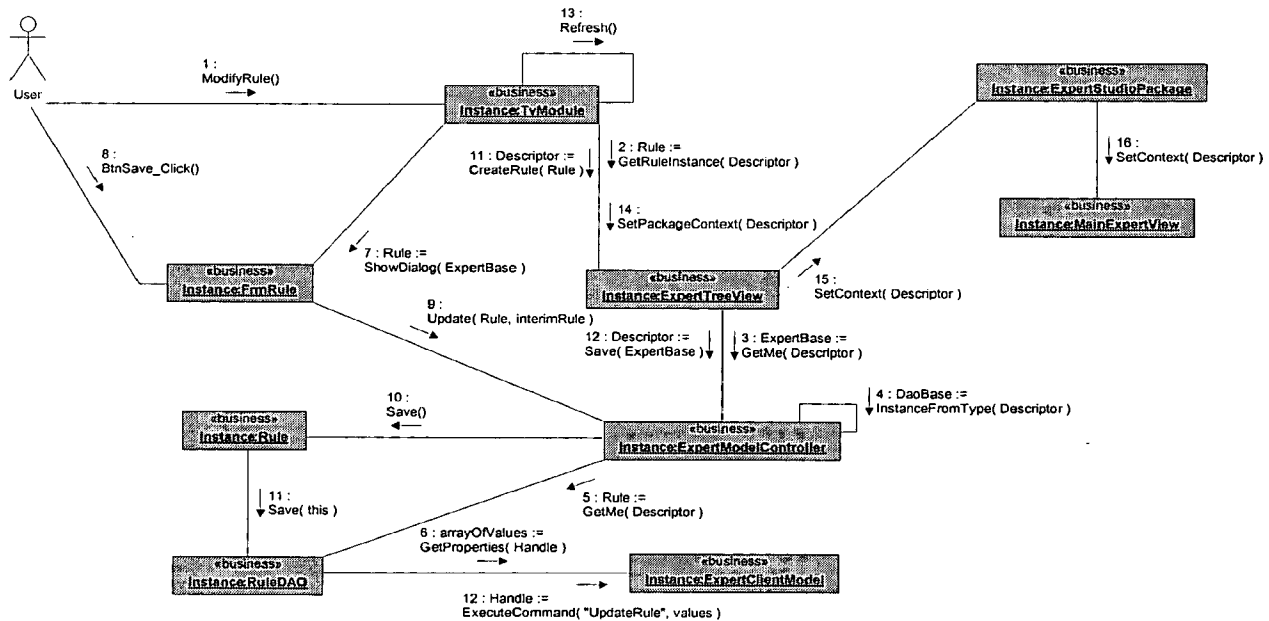 13 :
Refresh()
1 :
ModifyRule()
User
«business»
Instance:TvModule
«business»
Instance:ExpertStudioPackage
8 :
BtnSave_Click()
11 : Descriptor :=
CreateRule( Rule )
2 : Rule :=
GetRuleInstance( Descriptor )
16 :
SetContext( Descriptor )
14 :
SetPackageContext( Descriptor )
«business»
Instance:MainExpertView
7 : Rule :=
ShowDialog( ExpertBase )
«business»
Instance:FrmRule
«business»
Instance:ExpertTreeView
15 :
SetContext( Descriptor )
9 :
Update( Rule, interimRule )
12 : Descriptor :=
Save( ExpertBase )
3 : ExpertBase :=
GetMe( Descriptor )
10 :
Save()
4 : DaoBase :=
InstanceFromType( Descriptor )
«business»
Instance:Rule
«business»
Instance:ExpertModelController
11 :
Save( this )
5 : Rule :=
GetMe( Descriptor )
6 : arrayOfValues :=
GetProperties( Handle )
«business»
Instance:RuleDAO
«business»
Instance:ExpertClientModel
12 : Handle :=
ExecuteCommand( "UpdateRule", values )